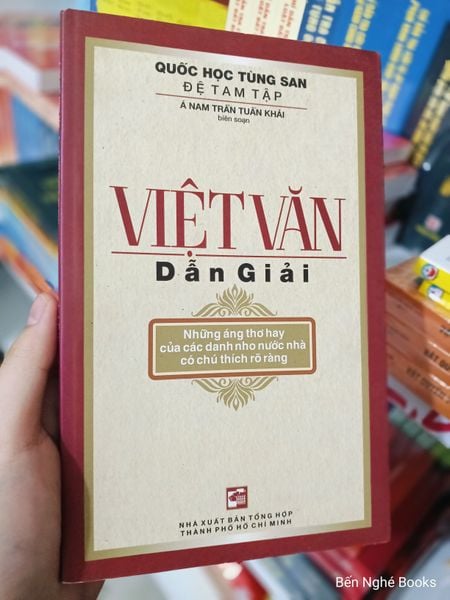 QUỐC HỌC TÙNG SAN
ĐỆ TAM TẬP
Á NAM TRẦN TUẤN KHẢI
biên soạn
VIỆT VĂN
Dẫn Giải
Những áng thơ hay
của các danh nho nước nhà
có chú thích rõ ràng
NHÀ XUẤT BẢN TỔNG HỢP
THÀNH PHỐ HỒ CHÍ MINH
Bến Nghé Books